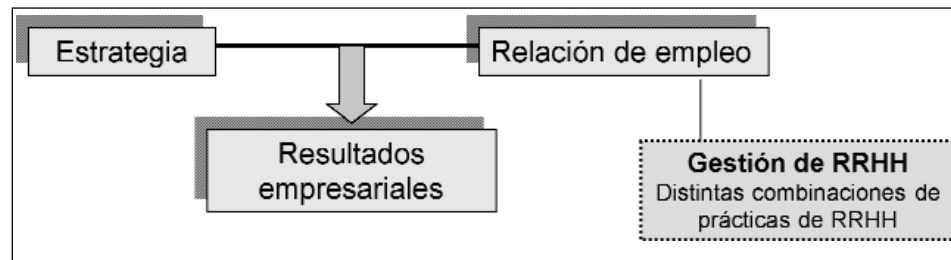 Estrategia
Relación de empleo
Resultados
empresariales
Gestión de RRHH
Distintas combinaciones de
prácticas de RRHH